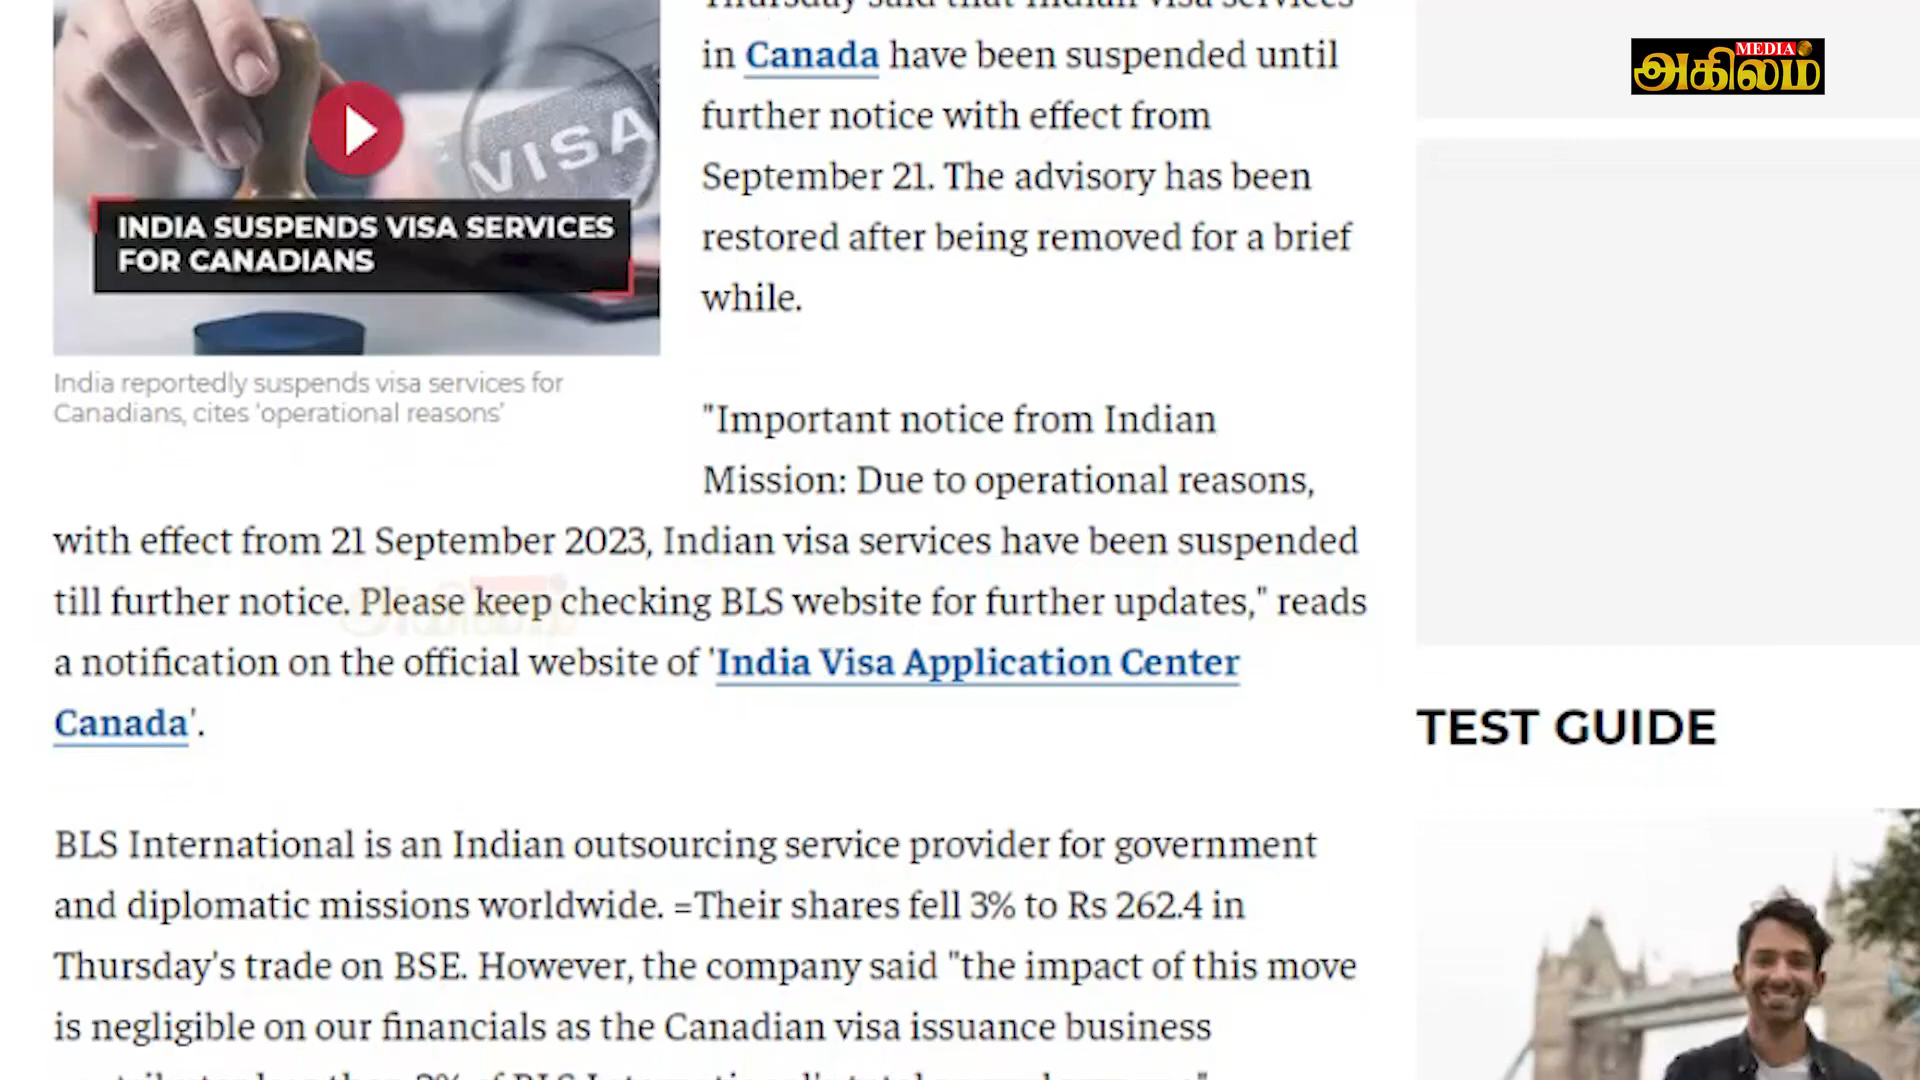 Thursday said that Indian visa services
in Canada have been suspended until
further notice with effect from
September 21. The advisory has been
restored after being removed for a brief
while.
VISA
INDIA SUSPENDS VISA SERVICES
FOR CANADIANS
India reportedly suspends visa services for
Canadians, cites 'operational reasons'
"Important notice from Indian
Mission: Due to operational reasons,
with effect from 21 September 2023, Indian visa services have been suspended
till further notice. Please keep checking BLS website for further updates," reads
a notification on the official website of 'India Visa Application Center
Canada'.
BLS International is an Indian outsourcing service provider for government
and diplomatic missions worldwide. =Their shares fell 3% to Rs 262.4 in
Thursday's trade on BSE. However, the company said "the impact of this move
is negligible on our financials as the Canadian visa issuance business
MEDIA
அகிலம்
TEST GUIDE